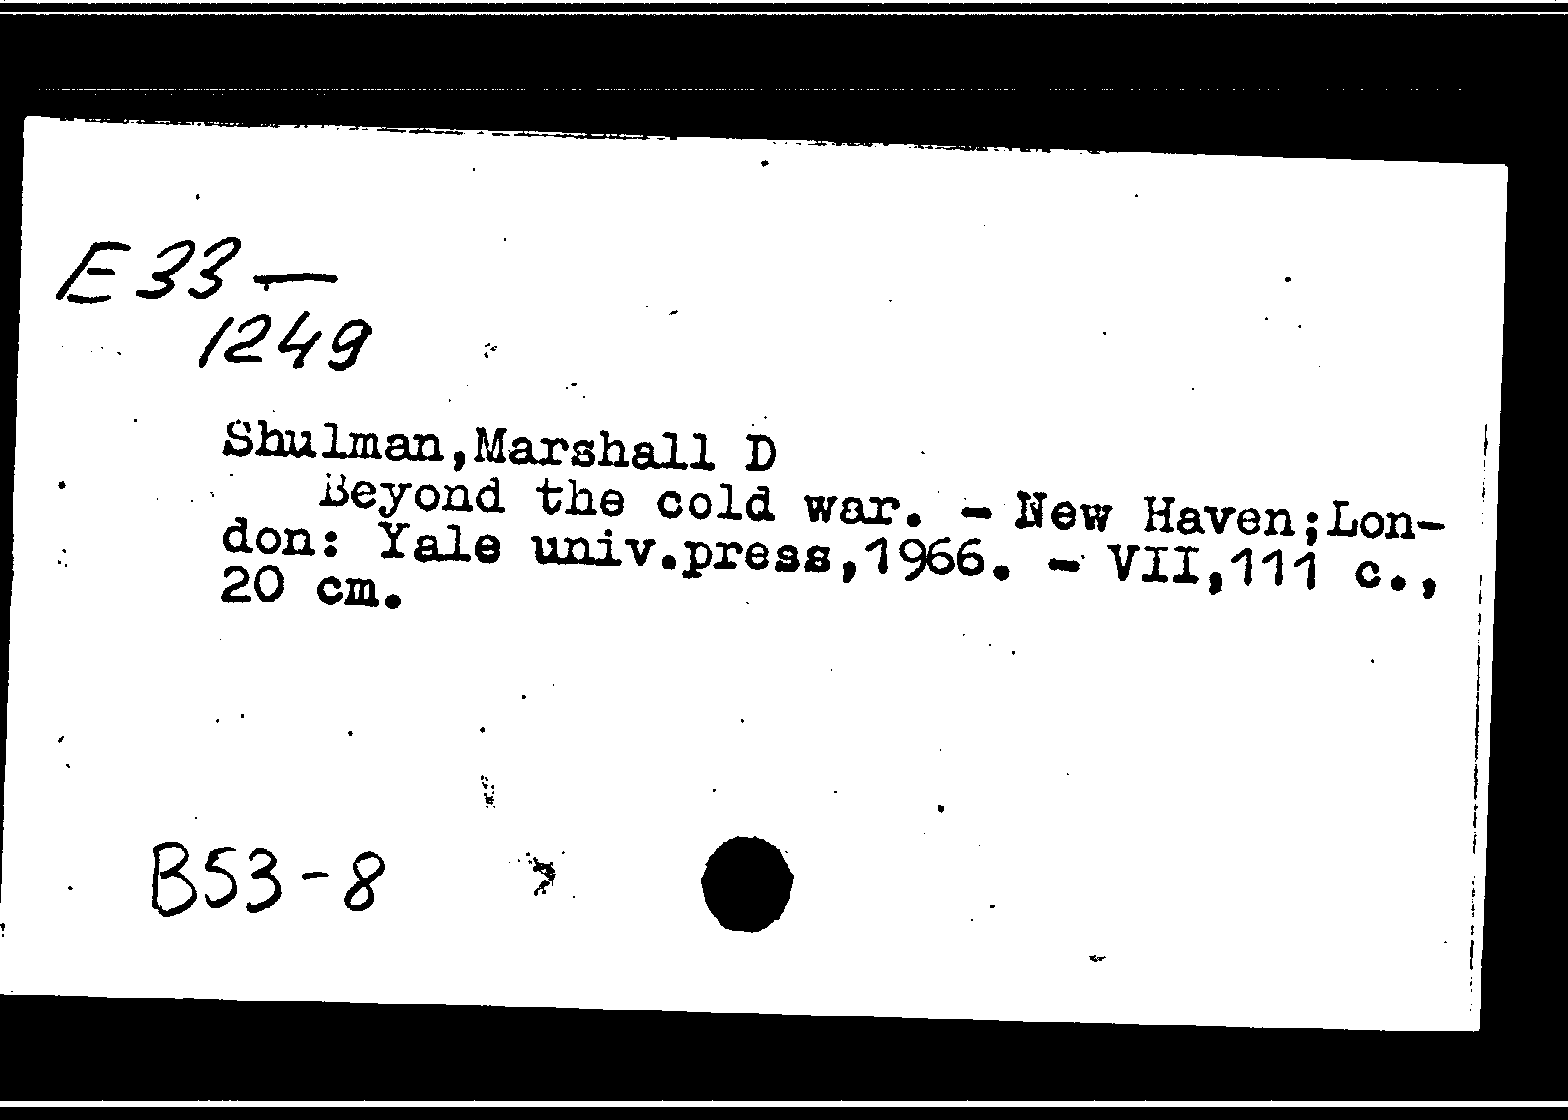 E33-
1249
Shulman,Marshall D
Beyond the cold war. - New Haven;Lon-
don: Yale univ.press,1966. - VII,111 c.,
20 cm.
B53-8